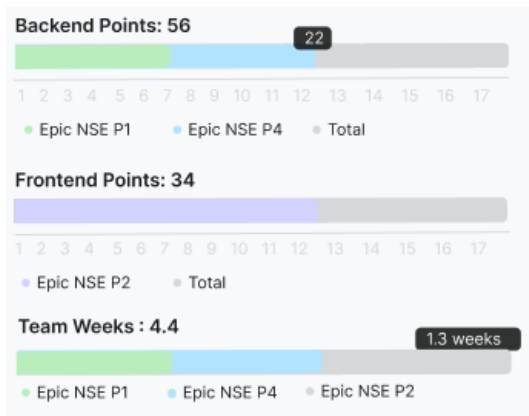 Backend Points: 56
22
1 2 3 4 5 6 7 8 9 10 11 12 13 14 15 16 17
Epic NSE P1 Epic NSE P4 Total
Frontend Points: 34
1 2 3 4 5 6 7 8 9 10 11 12 13 14 15 16 17
Epic NSE P2 Total
Team Weeks : 4.4
1.3 weeks
Epic NSE P1 Epic NSE P4 Epic NSE P2